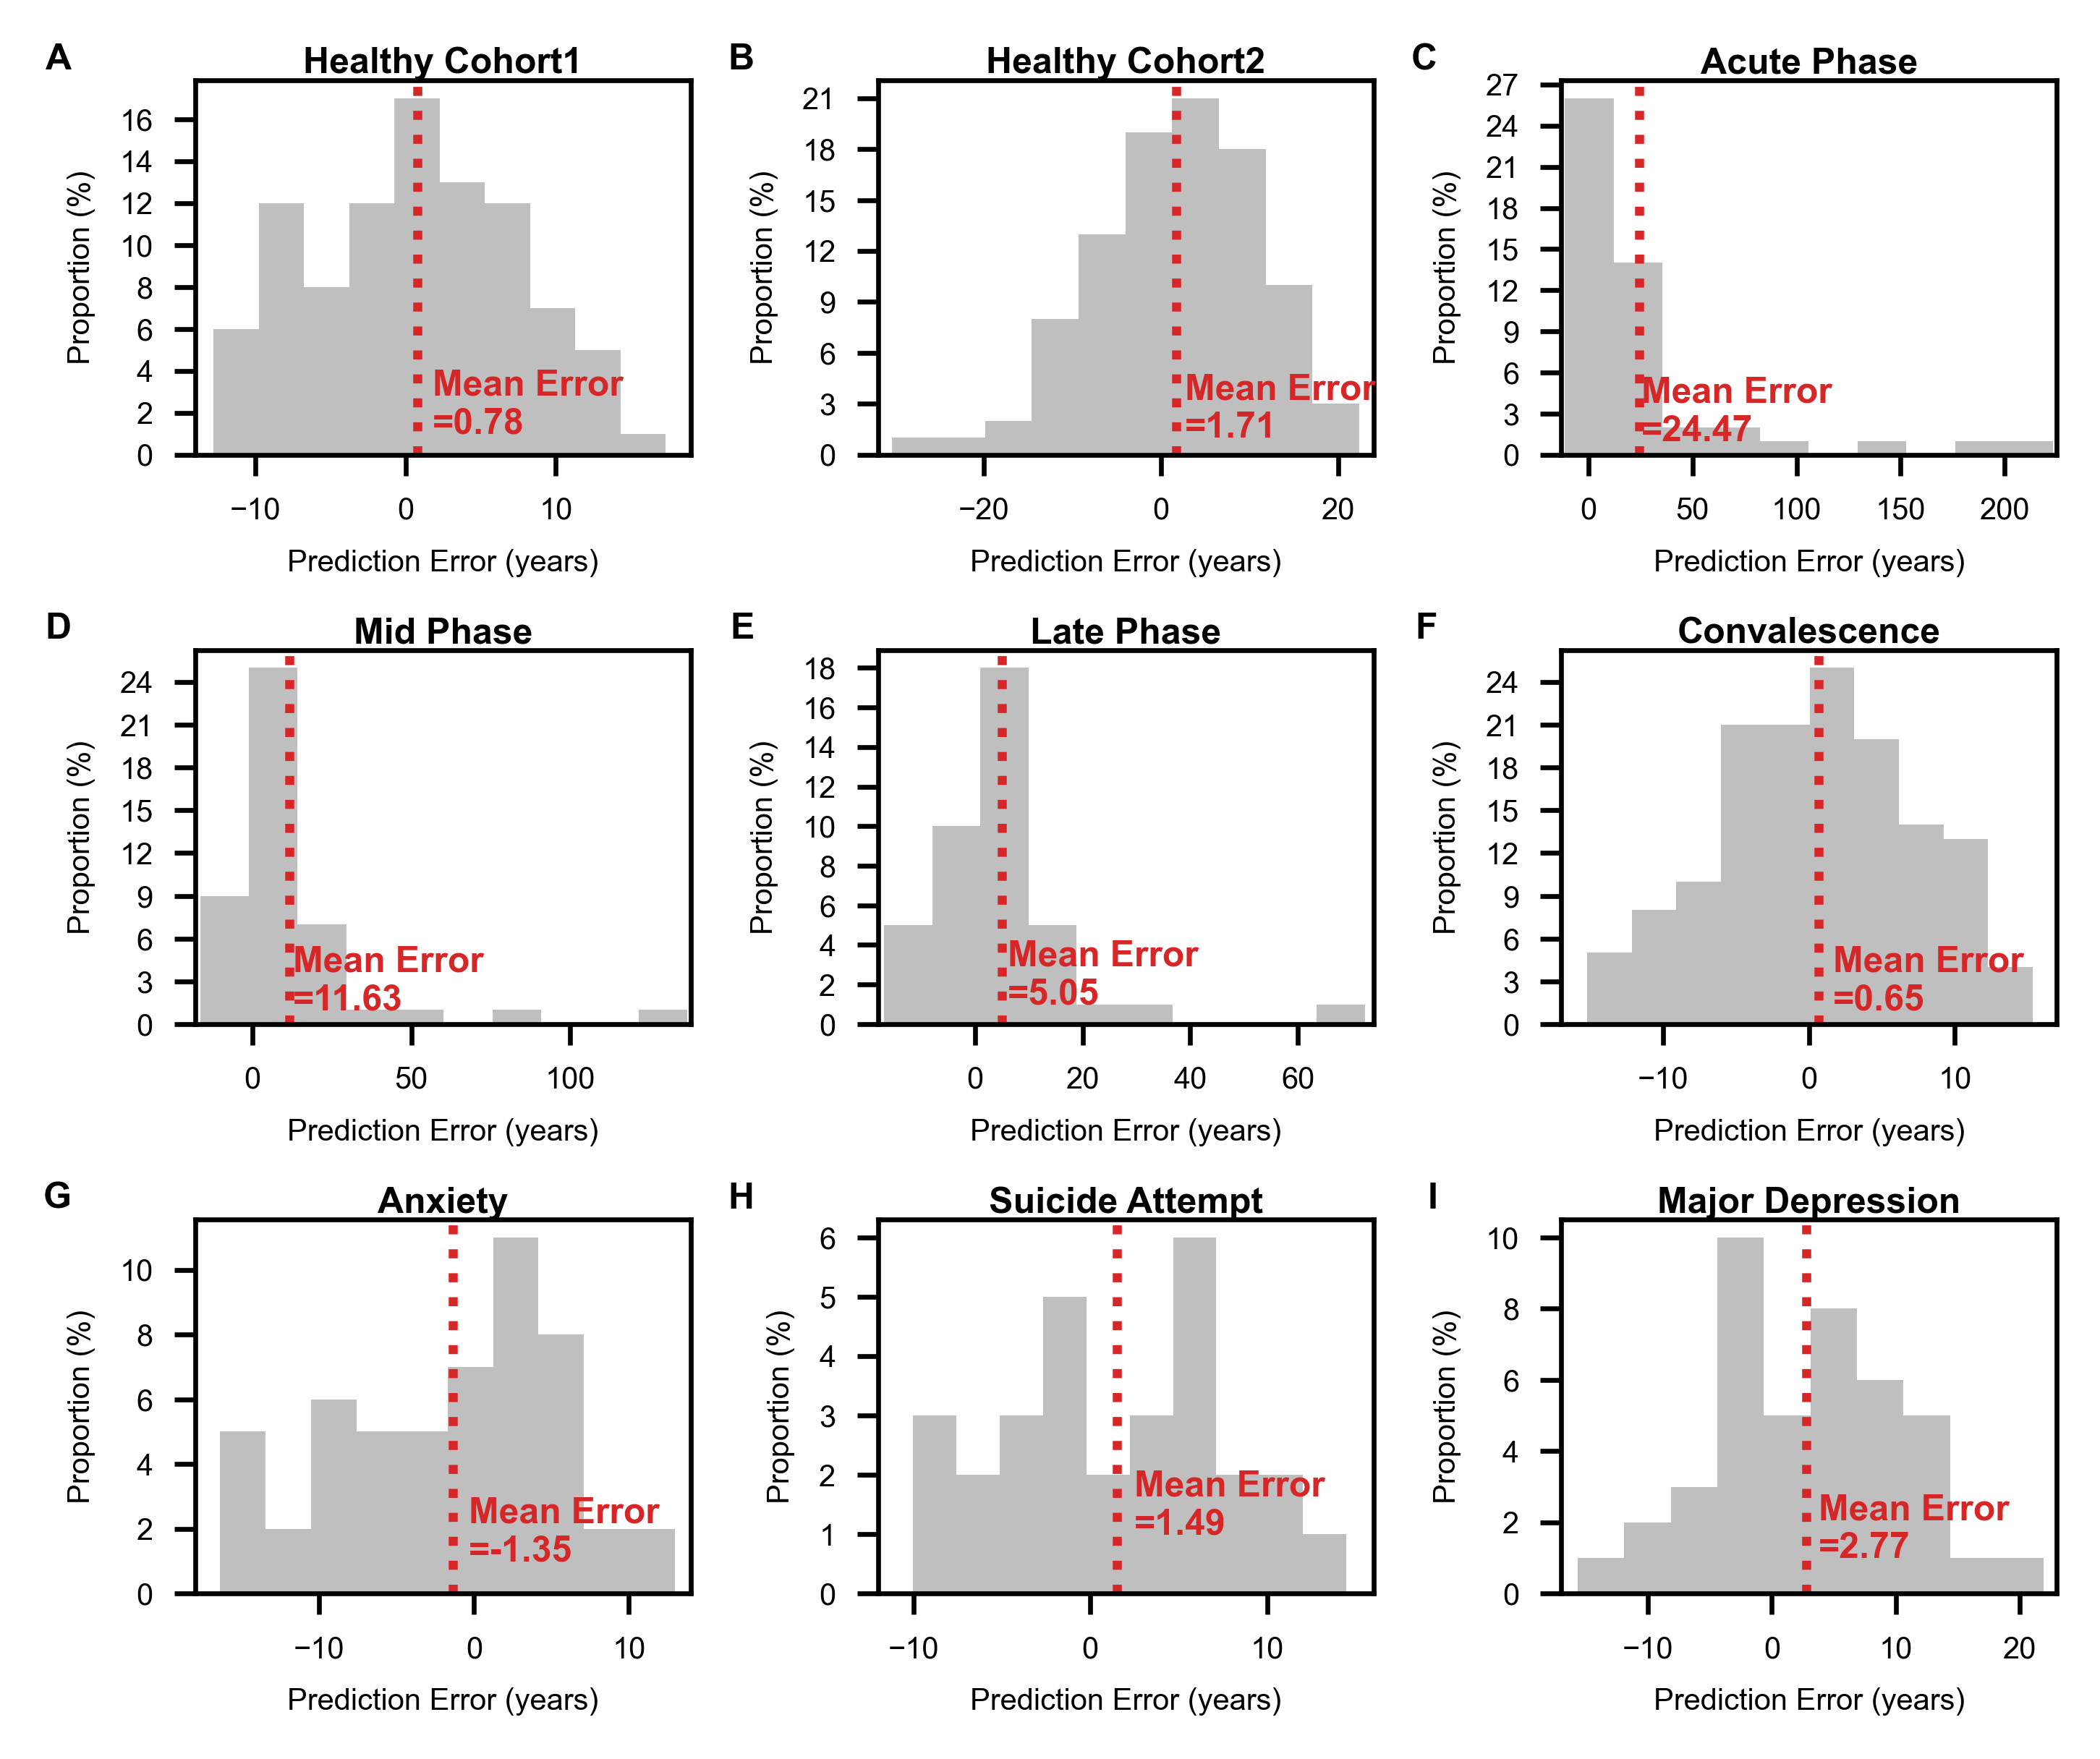 A
Healthy Cohort1
16
14
12
10
8
6
4
2
0
Proportion (%)
Mean Error
=0.78
−10 0 10
Prediction Error (years)
B
Healthy Cohort2
21
18
15
12
9
6
3
0
Proportion (%)
Mean Error
=1.71
−20 0 20
Prediction Error (years)
C
Acute Phase
27
24
21
18
15
12
9
6
3
0
Proportion (%)
Mean Error
=24.47
0 50 100 150 200
Prediction Error (years)
D
Mid Phase
24
21
18
15
12
9
6
3
0
Proportion (%)
Mean Error
=11.63
0 50 100
Prediction Error (years)
E
Late Phase
18
16
14
12
10
8
6
4
2
0
Proportion (%)
Mean Error
=5.05
0 20 40 60
Prediction Error (years)
F
Convalescence
24
21
18
15
12
9
6
3
0
Proportion (%)
Mean Error
=0.65
−10 0 10
Prediction Error (years)
G
Anxiety
10
8
6
4
2
0
Proportion (%)
Mean Error
=-1.35
−10 0 10
Prediction Error (years)
H
Suicide Attempt
6
5
4
3
2
1
0
Proportion (%)
Mean Error
=1.49
−10 0 10
Prediction Error (years)
I
Major Depression
10
8
6
4
2
0
Proportion (%)
Mean Error
=2.77
−10 0 10 20
Prediction Error (years)